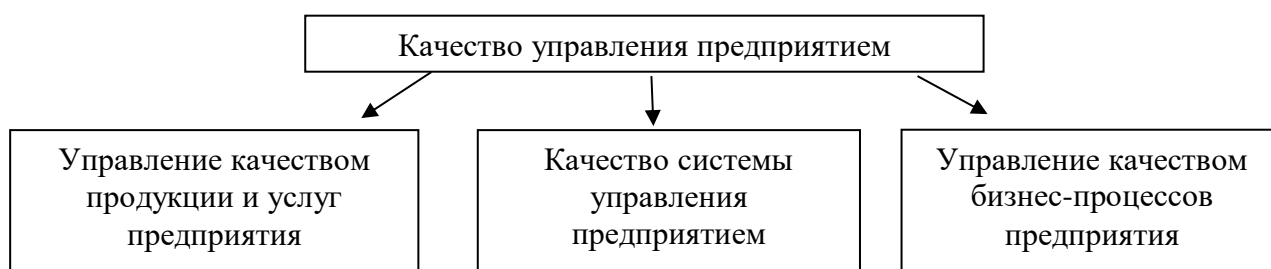 Качество управления предприятием
Управление качеством
продукции и услуг
предприятия
Качество системы
управления
предприятием
Управление качеством
бизнес-процессов
предприятия